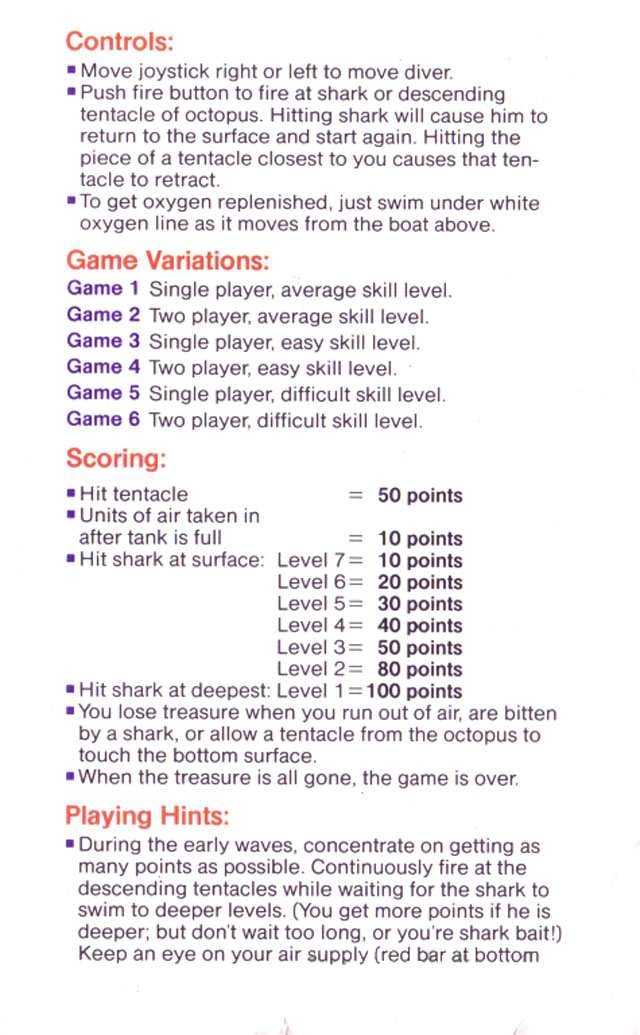 Controls:
▪ Move joystick right or left to move diver.
▪ Push fire button to fire at shark or descending
tentacle of octopus. Hitting shark will cause him to
return to the surface and start again. Hitting the
piece of a tentacle closest to you causes that ten-
tacle to retract.
▪ To get oxygen replenished, just swim under white
oxygen line as it moves from the boat above.
Game Variations:
Game 1 Single player, average skill level.
Game 2 Two player, average skill level.
Game 3 Single player, easy skill level.
Game 4 Two player, easy skill level.
Game 5 Single player, difficult skill level.
Game 6 Two player, difficult skill level.
Scoring:
▪ Hit tentacle = 50 points
▪ Units of air taken in
after tank is full = 10 points
▪ Hit shark at surface: Level 7 = 10 points
Level 6 = 20 points
Level 5 = 30 points
Level 4 = 40 points
Level 3 = 50 points
Level 2 = 80 points
▪ Hit shark at deepest: Level 1 = 100 points
▪ You lose treasure when you run out of air, are bitten
by a shark, or allow a tentacle from the octopus to
touch the bottom surface.
▪ When the treasure is all gone, the game is over.
Playing Hints:
▪ During the early waves, concentrate on getting as
many points as possible. Continuously fire at the
descending tentacles while waiting for the shark to
swim to deeper levels. (You get more points if he is
deeper; but don't wait too long, or you're shark bait!)
Keep an eye on your air supply (red bar at bottom